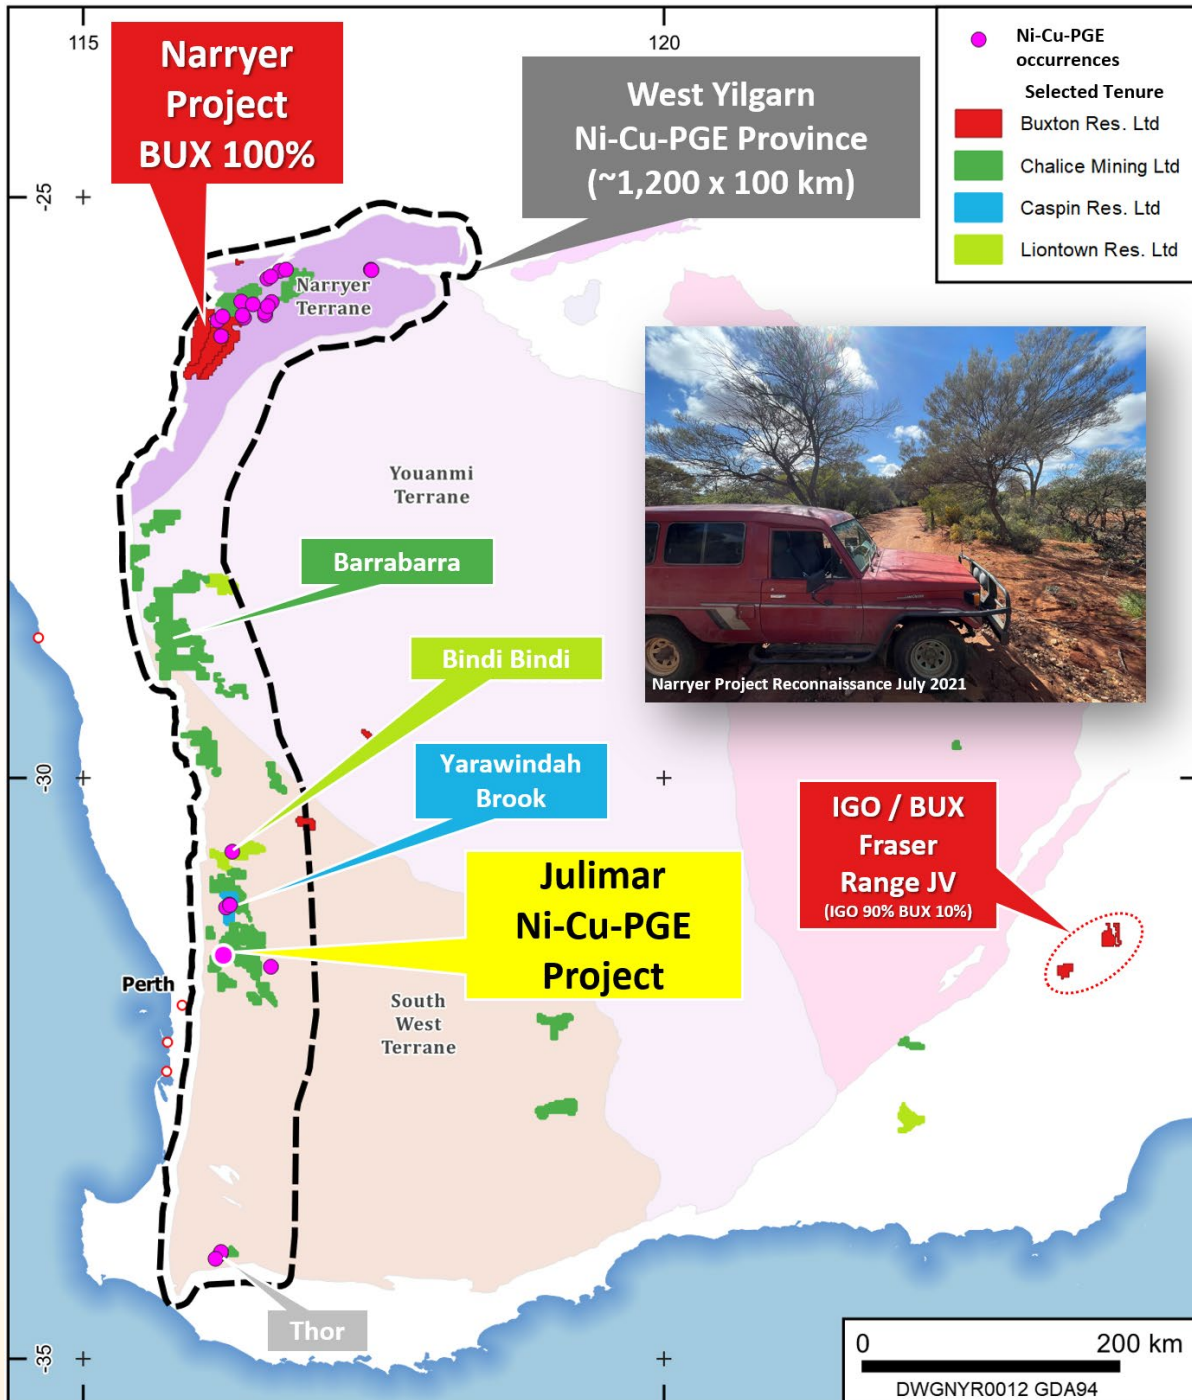 115
120
Narryer
Project
BUX 100%
West Yilgarn
Ni-Cu-PGE Province
(~1,200 x 100 km)
Ni-Cu-PGE
occurrences
Selected Tenure
Buxton Res. Ltd
Chalice Mining Ltd
Caspin Res. Ltd
Liontown Res. Ltd
-25
Narryer
Terrane
Youanmi
Terrane
Narryer Project Reconnaissance July 2021
Barrabarra
Bindi Bindi
Yarawindah
Brook
-30
IGO / BUX
Fraser
Range JV
(IGO 90% BUX 10%)
Julimar
Ni-Cu-PGE
Project
Perth
South
West
Terrane
Thor
-35
0
200 km
DWGNYR0012 GDA94